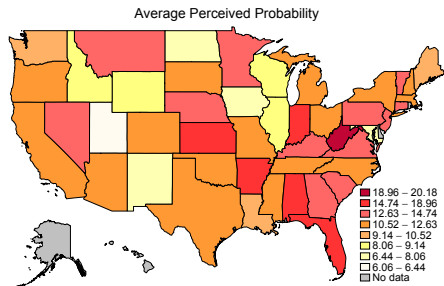 Average Perceived Probability
18.96 – 20.18
14.74 – 18.96
12.63 – 14.74
10.52 – 12.63
9.14 – 10.52
8.06 – 9.14
6.44 – 8.06
6.06 – 6.44
No data